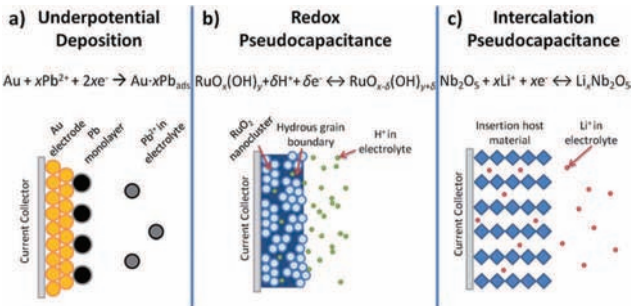 a) Underpotential
Deposition
Au + xPb²⁺ + 2xe⁻ → Au·xPb_ads
Au
electrode
Pb
monolayer
Pb²⁺ in
electrolyte
Current Collector
b) Redox
Pseudocapacitance
RuOₓ(OH)ᵧ+δH⁺ + δe⁻ ↔ RuOₓ₋δ(OH)ᵧ₊δ
RuO₂
nanocluster
Hydrous grain
boundary
H⁺ in
electrolyte
Current Collector
c) Intercalation
Pseudocapacitance
Nb₂O₅ + xLi⁺ + xe⁻ ↔ LiₓNb₂O₅
Insertion host
material
Li⁺ in
electrolyte
Current Collector